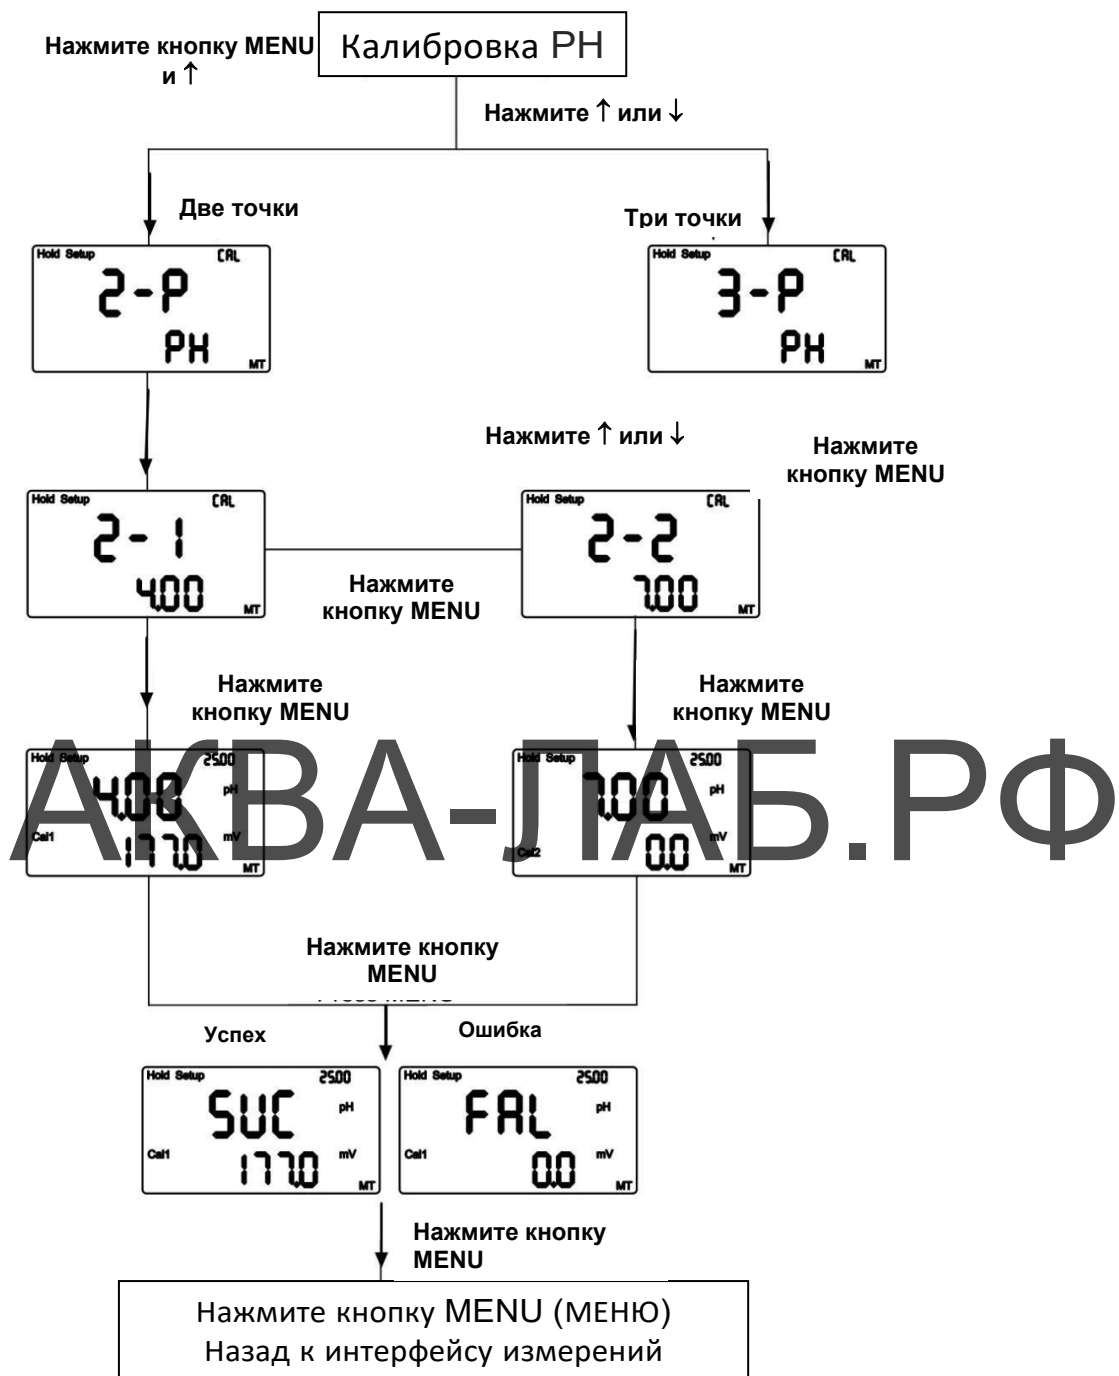 Нажмите кнопку MENU
и ↑
Калибровка PH
Нажмите ↑ или ↓
Две точки
Три точки
Hold Setup CAL
2-P
PH
MT
Hold Setup CAL
3-P
PH
MT
Нажмите ↑ или ↓
Нажмите
кнопку MENU
Hold Setup CAL
2-1
4.00
MT
Hold Setup CAL
2-2
7.00
MT
Нажмите
кнопку MENU
Нажмите
кнопку MENU
Нажмите
кнопку MENU
Hold Setup 25.00
4.00 pH
Cal1 177.0 mV
MT
Hold Setup 25.00
7.00 pH
Cal2 0.0 mV
MT
АКВА-ЛАБ.РФ
Нажмите кнопку
MENU
Успех
Ошибка
Hold Setup 25.00
SUC pH
Cal1 177.0 mV
MT
Hold Setup 25.00
FAL pH
Cal1 0.0 mV
MT
Нажмите кнопку
MENU
Нажмите кнопку MENU (МЕНЮ)
Назад к интерфейсу измерений